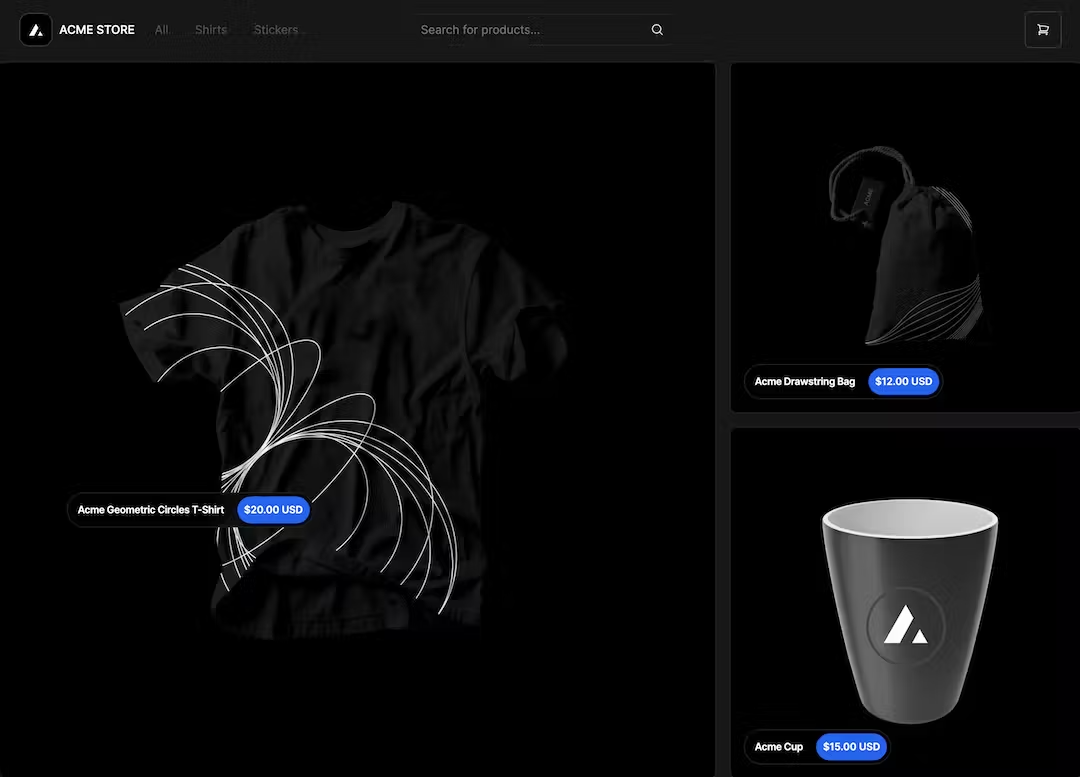 ACME STORE
All
Shirts
Stickers
Search for products...
ACME
Acme Drawstring Bag
$12.00 USD
Acme Geometric Circles T-Shirt
$20.00 USD
Acme Cup
$15.00 USD